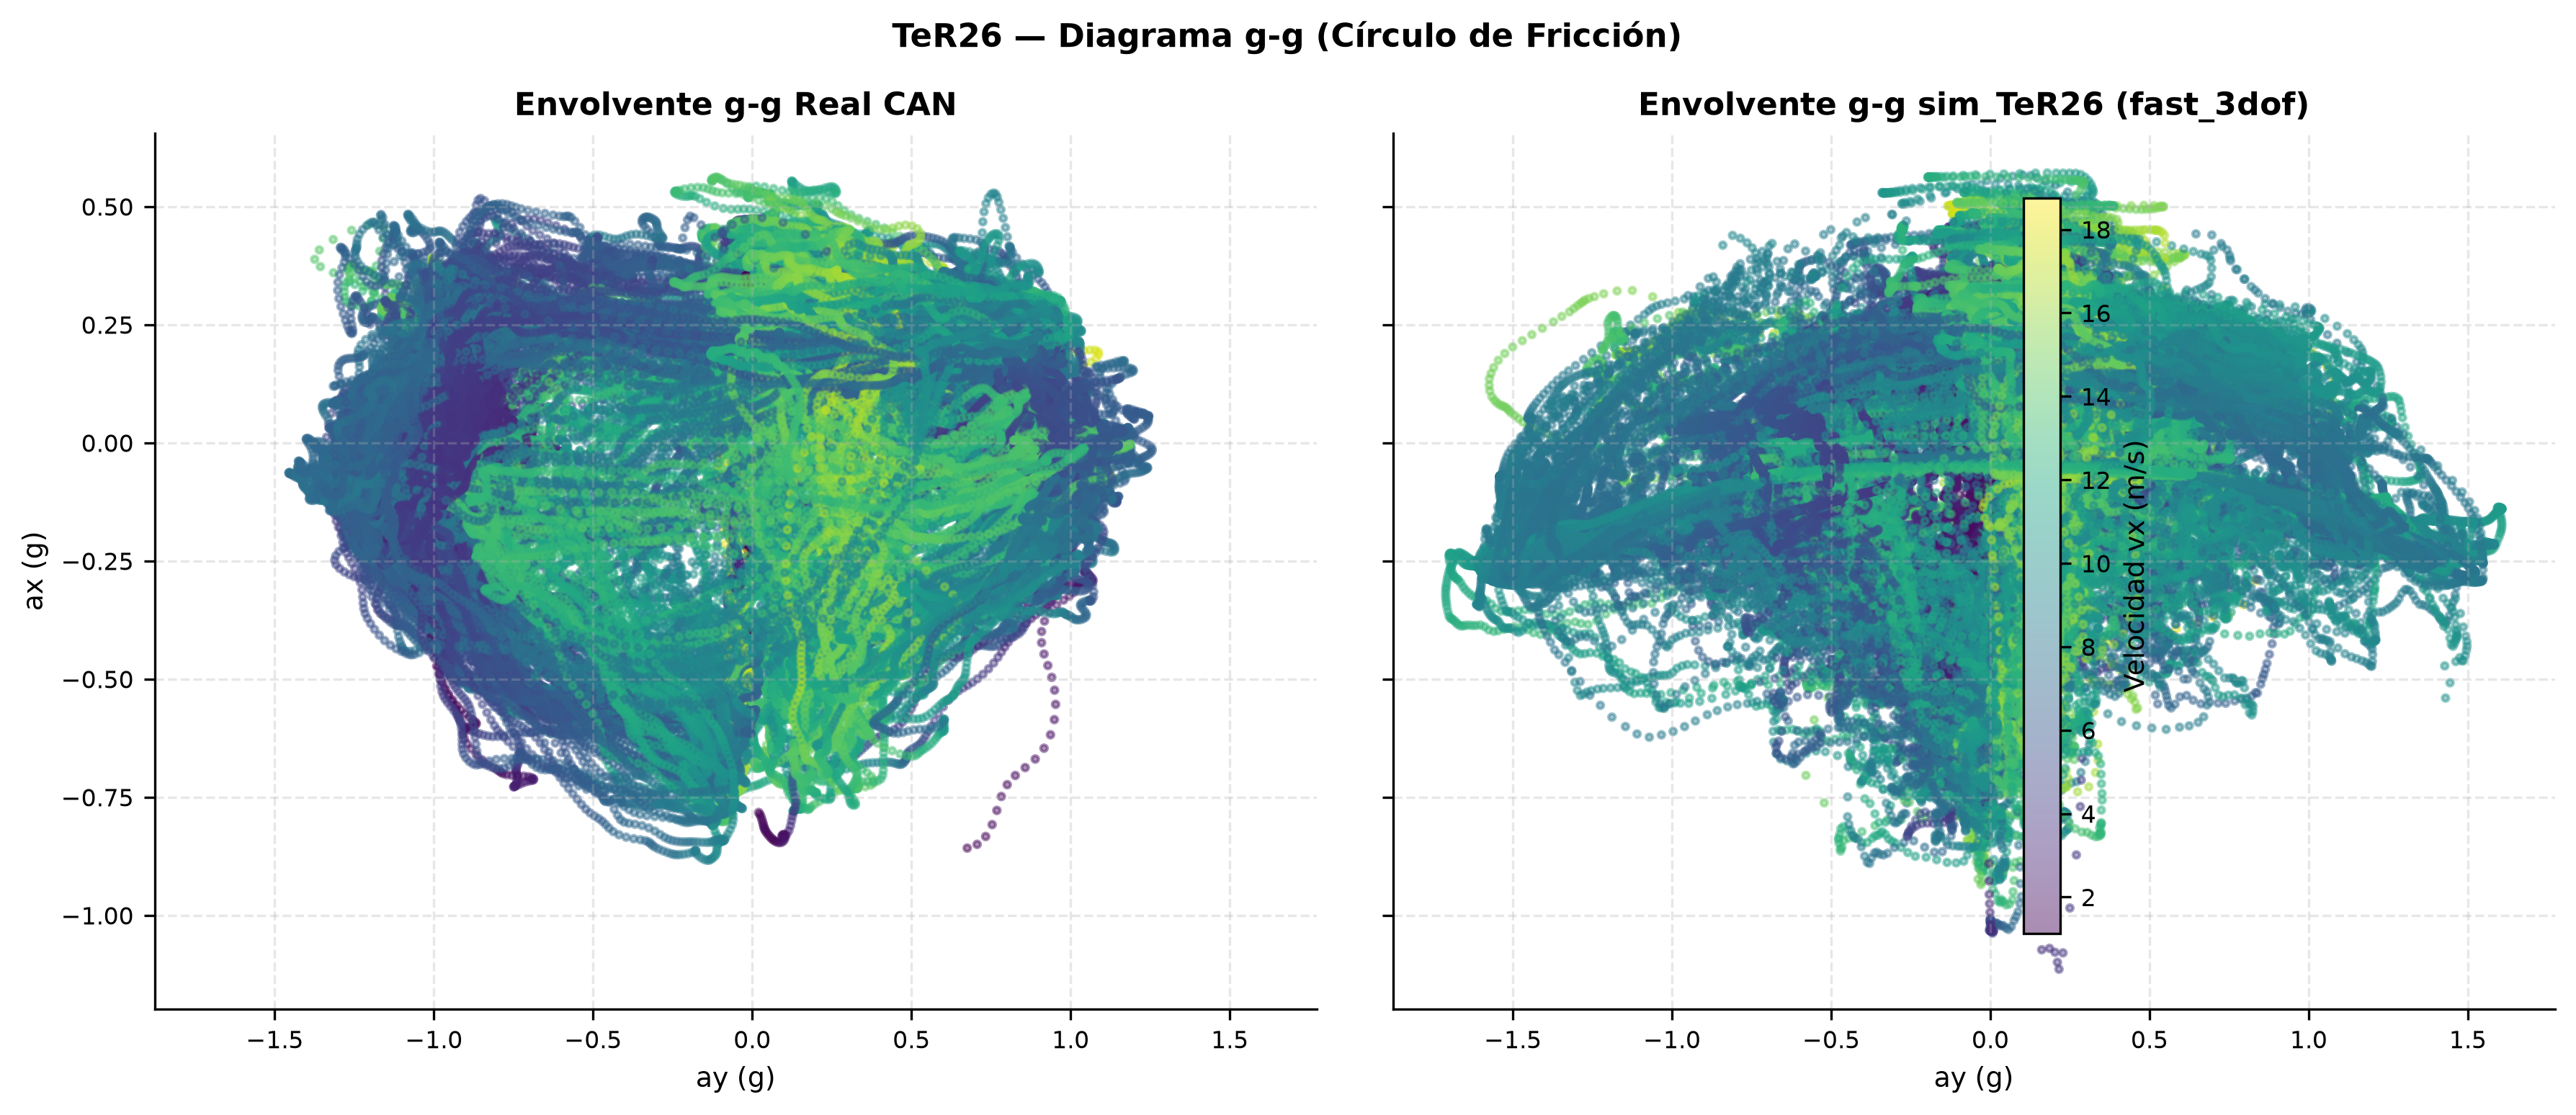 TeR26 — Diagrama g-g (Círculo de Fricción)
Envolvente g-g Real CAN
0.50
0.25
0.00
−0.25
−0.50
−0.75
−1.00
ax (g)
−1.5 −1.0 −0.5 0.0 0.5 1.0 1.5
ay (g)
Envolvente g-g sim_TeR26 (fast_3dof)
18
16
14
12
10
8
6
4
2
Velocidad vx (m/s)
−1.5 −1.0 −0.5 0.0 0.5 1.0 1.5
ay (g)